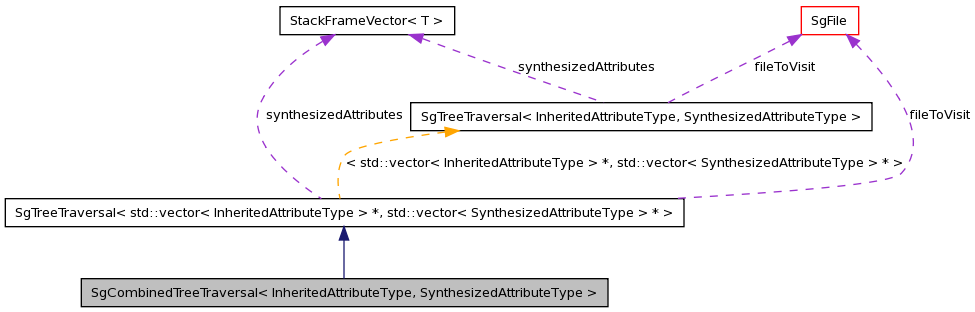 StackFrameVector< T >
SgFile
synthesizedAttributes
fileToVisit
synthesizedAttributes
SgTreeTraversal< InheritedAttributeType, SynthesizedAttributeType >
fileToVisit
< std::vector< InheritedAttributeType > *, std::vector< SynthesizedAttributeType > * >
SgTreeTraversal< std::vector< InheritedAttributeType > *, std::vector< SynthesizedAttributeType > * >
SgCombinedTreeTraversal< InheritedAttributeType, SynthesizedAttributeType >